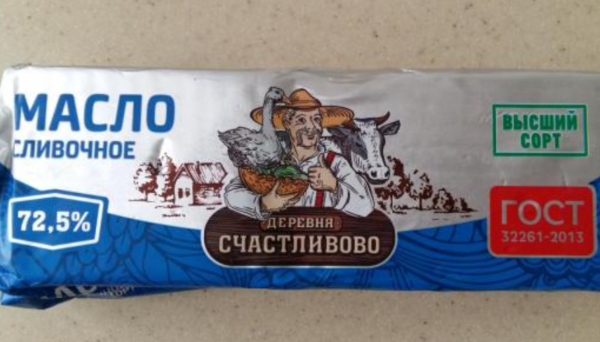 МАСЛО
СЛИВОЧНОЕ
72,5%
ДЕРЕВНЯ
СЧАСТЛИВОВО
ВЫСШИЙ
СОРТ
ГОСТ
32261-2013